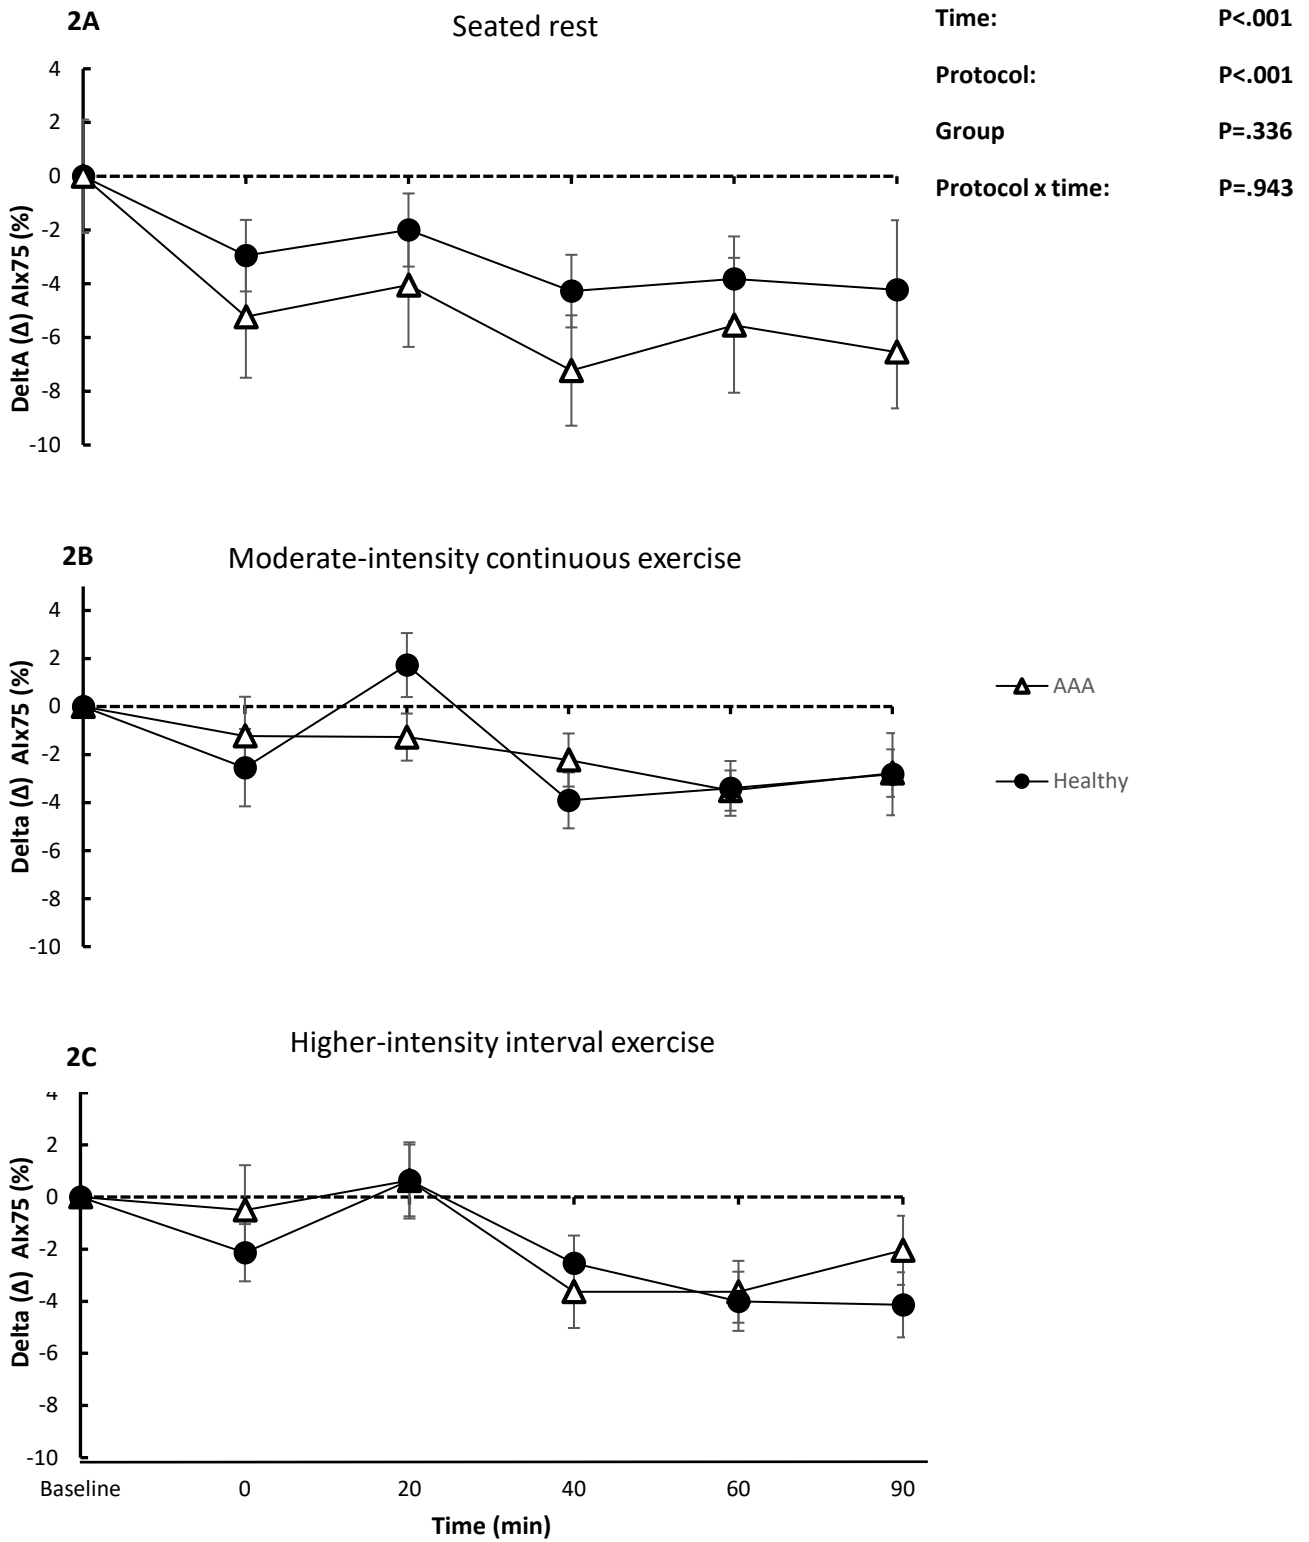 2A
Seated rest
Time: P<.001
Protocol: P<.001
Group P=.336
Protocol x time: P=.943
4
2
0
-2
-4
-6
-8
-10
DeltA (Δ) AIx75 (%)
2B
Moderate-intensity continuous exercise
4
2
0
-2
-4
-6
-8
-10
Delta (Δ) AIx75 (%)
AAA
Healthy
2C
Higher-intensity interval exercise
4
2
0
-2
-4
-6
-8
-10
Delta (Δ) AIx75 (%)
Baseline 0 20 40 60 90
Time (min)